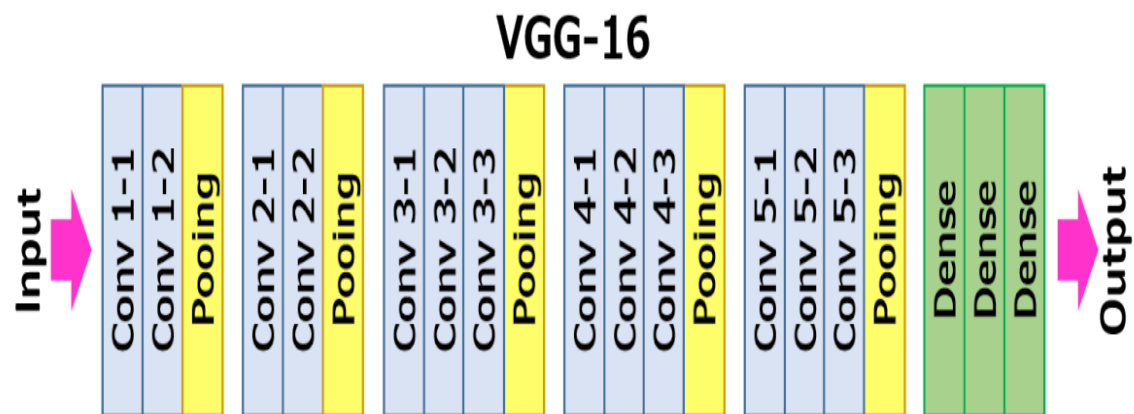 VGG-16
Input
Conv 1-1
Conv 1-2
Pooing
Conv 2-1
Conv 2-2
Pooing
Conv 3-1
Conv 3-2
Conv 3-3
Pooing
Conv 4-1
Conv 4-2
Conv 4-3
Pooing
Conv 5-1
Conv 5-2
Conv 5-3
Pooing
Dense
Dense
Dense
Output